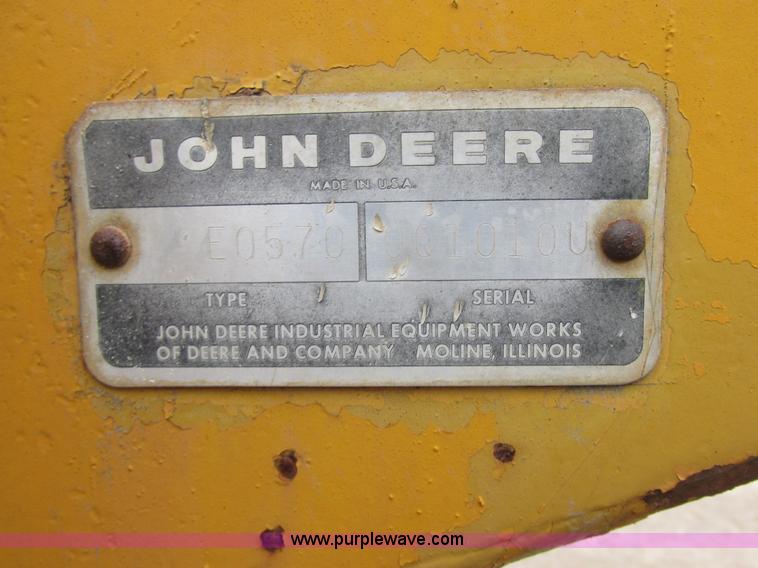 JOHN DEERE
MADE IN U.S.A.
E0570 Q1010U
TYPE SERIAL
JOHN DEERE INDUSTRIAL EQUIPMENT WORKS
OF DEERE AND COMPANY MOLINE, ILLINOIS
www.purplewave.com